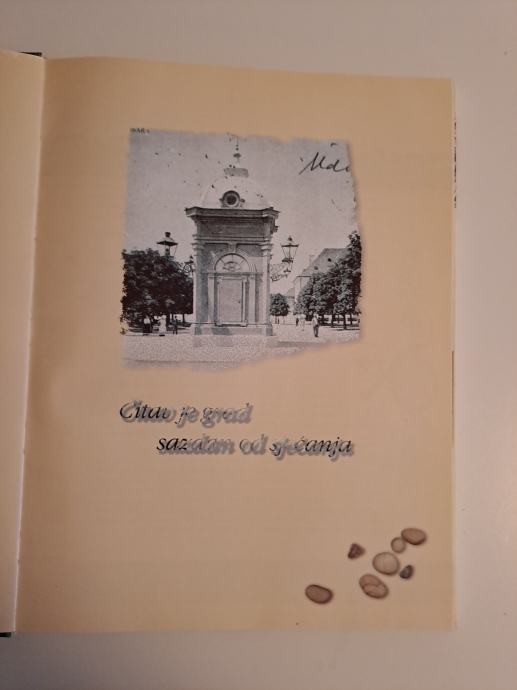 Čitav je grad
sazdan od sjećanja